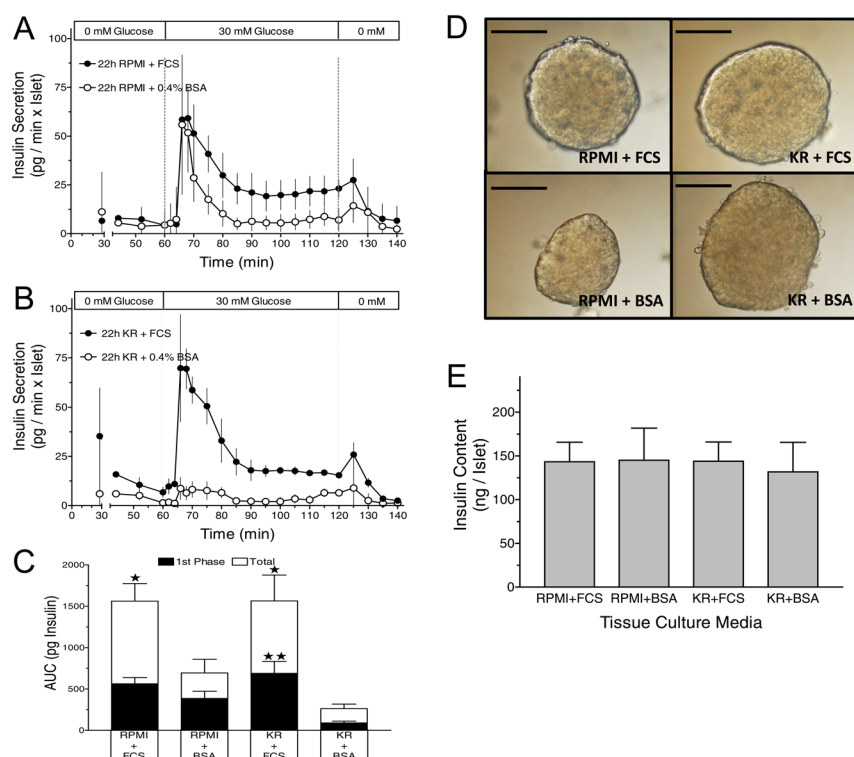 A
0 mM Glucose 30 mM Glucose 0 mM
100
75
50
25
0
22h RPMI + FCS
22h RPMI + 0.4% BSA
Insulin Secretion
(pg / min x Islet)
0 30 50 60 70 80 90 100 110 120 130 140
Time (min)
B
0 mM Glucose 30 mM Glucose 0 mM
100
75
50
25
0
22h KR + FCS
22h KR + 0.4% BSA
Insulin Secretion
(pg / min x Islet)
0 30 50 60 70 80 90 100 110 120 130 140
Time (min)
C
1st Phase Total
2000
1500
1000
500
0
AUC (pg Insulin)
RPMI RPMI KR KR
+ + + +
FCS BSA FCS BSA
D
RPMI + FCS KR + FCS
RPMI + BSA KR + BSA
E
200
150
100
50
0
Insulin Content
(ng / Islet)
RPMI+FCS RPMI+BSA KR+FCS KR+BSA
Tissue Culture Media